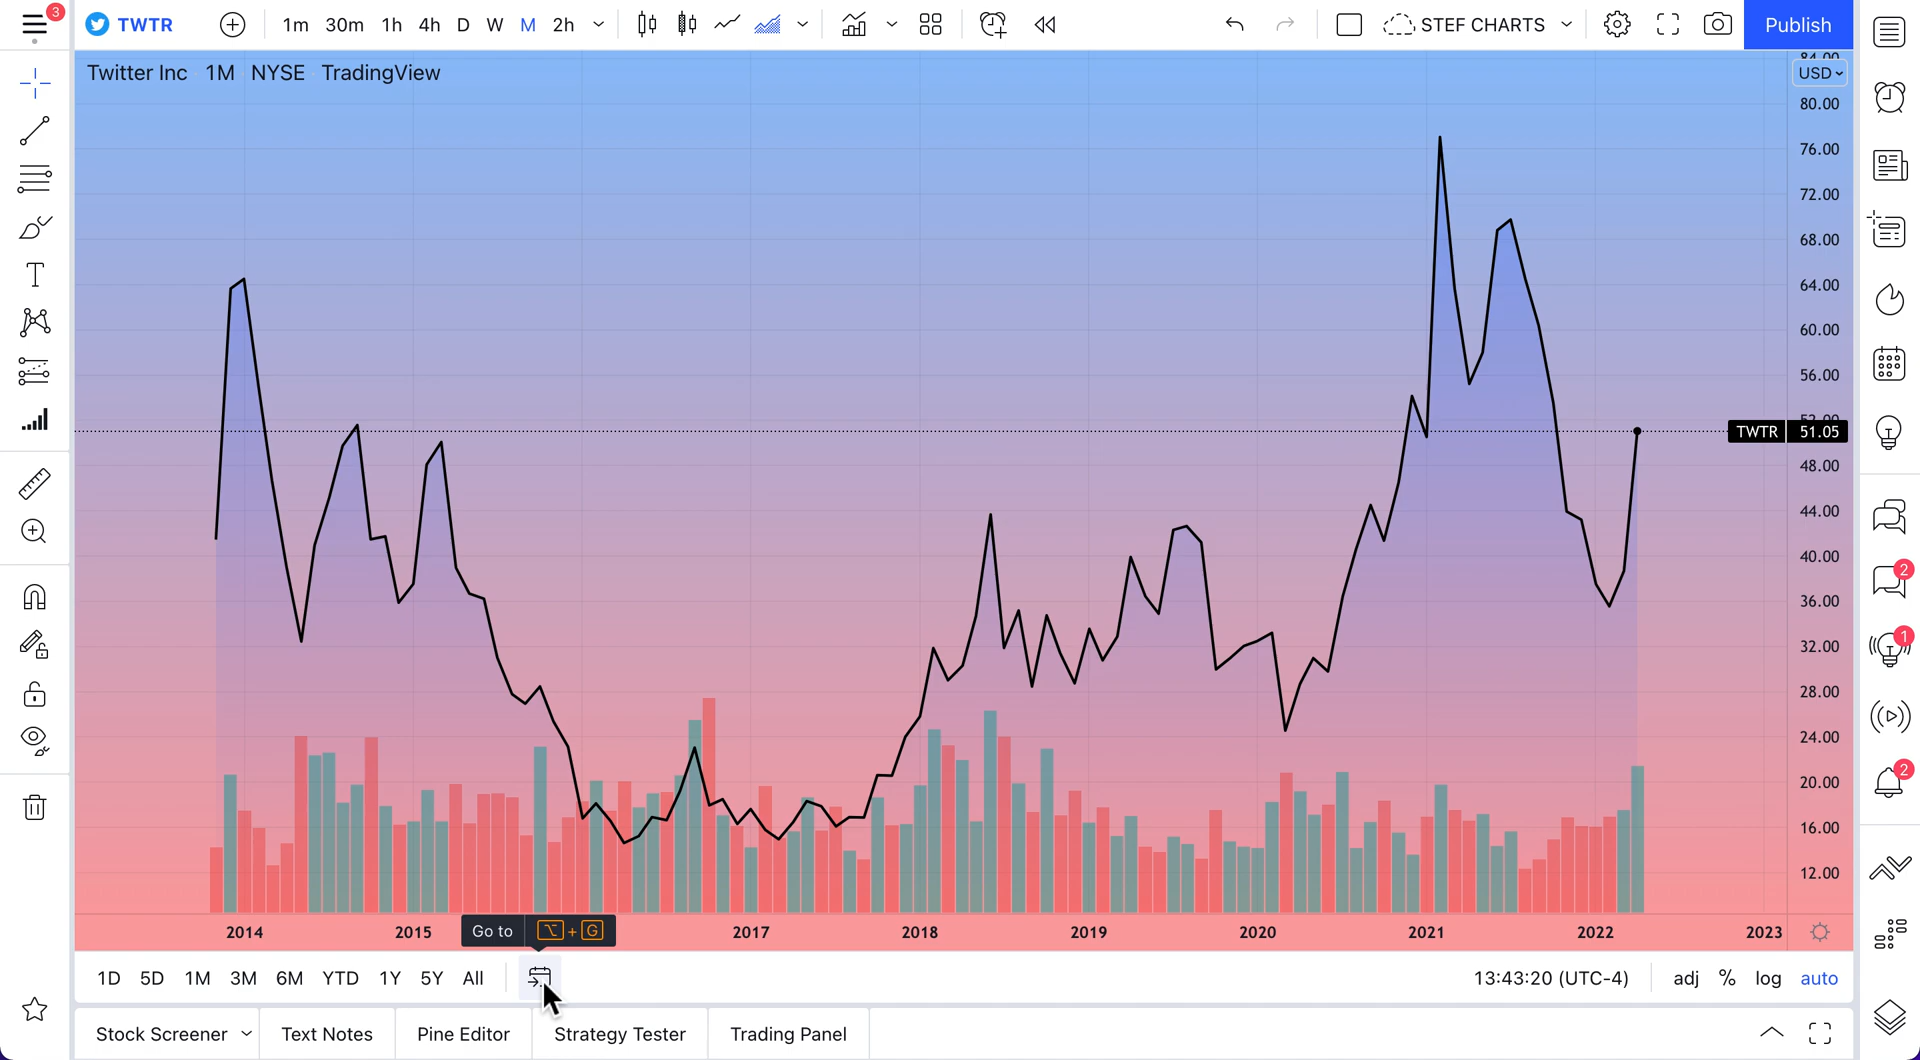 3
TWTR
1m 30m 1h 4h D W M 2h
STEF CHARTS
Publish
Twitter Inc 1M NYSE TradingView
84.00
USD
80.00
76.00
72.00
68.00
64.00
60.00
56.00
52.00
TWTR 51.05
48.00
44.00
40.00
36.00
32.00
28.00
24.00
20.00
16.00
12.00
2
1
2
T
Go to ⌥ + G
2014 2015 2017 2018 2019 2020 2021 2022 2023
1D 5D 1M 3M 6M YTD 1Y 5Y All
13:43:20 (UTC-4) adj % log auto
Stock Screener Text Notes Pine Editor Strategy Tester Trading Panel